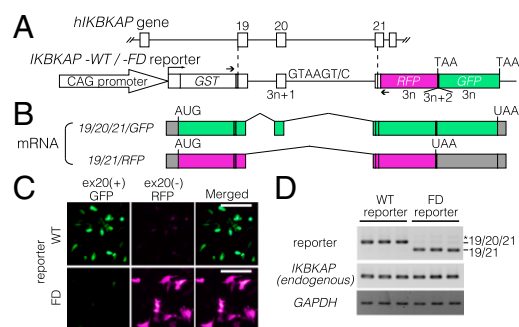 A
hIKBKAP gene
19 20 21
IKBKAP -WT / -FD reporter
TAA TAA
CAG promoter
GST
GTAAGT/C
RFP GFP
3n+1
3n 3n+2 3n
B
mRNA
AUG UAA
19/20/21/GFP
AUG UAA
19/21/RFP
C
ex20(+) GFP
ex20(-) RFP
Merged
reporter
WT
FD
D
WT reporter
FD reporter
reporter
*
19/20/21
19/21
IKBKAP
(endogenous)
GAPDH